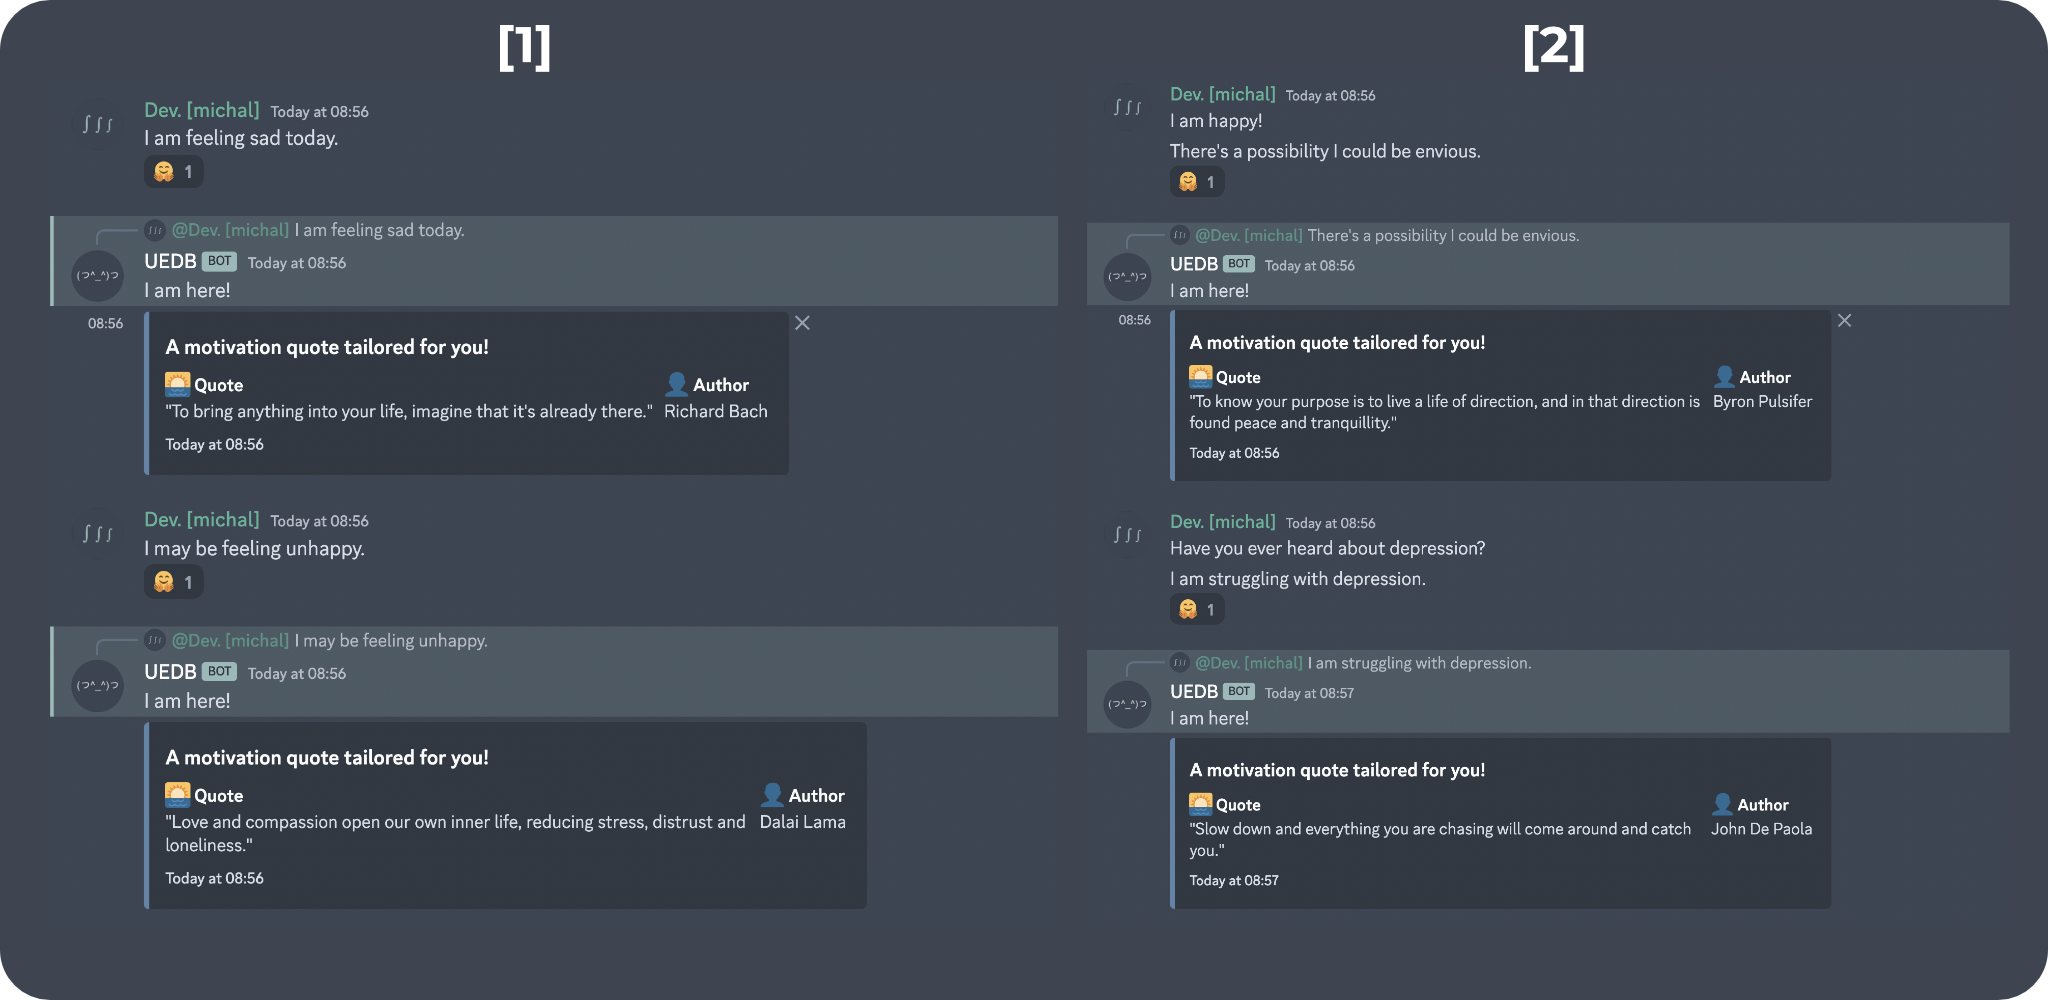 [1]
Dev. [michal] Today at 08:56
I am feeling sad today.
1
@Dev. [michal] I am feeling sad today.
UEDB BOT Today at 08:56
I am here!
08:56
A motivation quote tailored for you!
Quote Author
"To bring anything into your life, imagine that it's already there." Richard Bach
Today at 08:56
Dev. [michal] Today at 08:56
I may be feeling unhappy.
1
@Dev. [michal] I may be feeling unhappy.
UEDB BOT Today at 08:56
I am here!
A motivation quote tailored for you!
Quote Author
"Love and compassion open our own inner life, reducing stress, distrust and Dalai Lama
loneliness."
Today at 08:56
[2]
Dev. [michal] Today at 08:56
I am happy!
There's a possibility I could be envious.
1
@Dev. [michal] There's a possibility I could be envious.
UEDB BOT Today at 08:56
I am here!
08:56
A motivation quote tailored for you!
Quote Author
"To know your purpose is to live a life of direction, and in that direction is Byron Pulsifer
found peace and tranquillity."
Today at 08:56
Dev. [michal] Today at 08:56
Have you ever heard about depression?
I am struggling with depression.
1
@Dev. [michal] I am struggling with depression.
UEDB BOT Today at 08:57
I am here!
A motivation quote tailored for you!
Quote Author
"Slow down and everything you are chasing will come around and catch John De Paola
you."
Today at 08:57